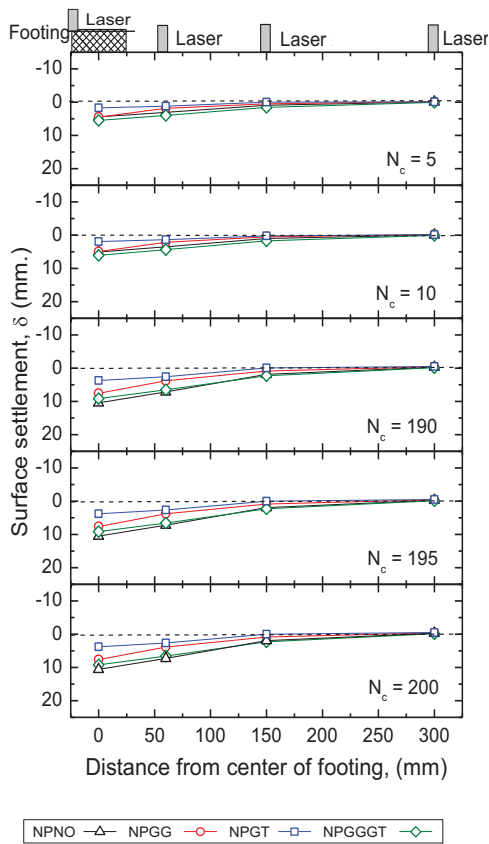 Laser
Footing
Laser
Laser
Laser
-10
0
10
20
N_c = 5
-10
0
10
20
N_c = 10
-10
0
10
20
N_c = 190
-10
0
10
20
N_c = 195
-10
0
10
20
N_c = 200
Surface settlement, δ (mm.)
0 50 100 150 200 250 300
Distance from center of footing, (mm)
NPNO NPGG NPGT NPGGGT